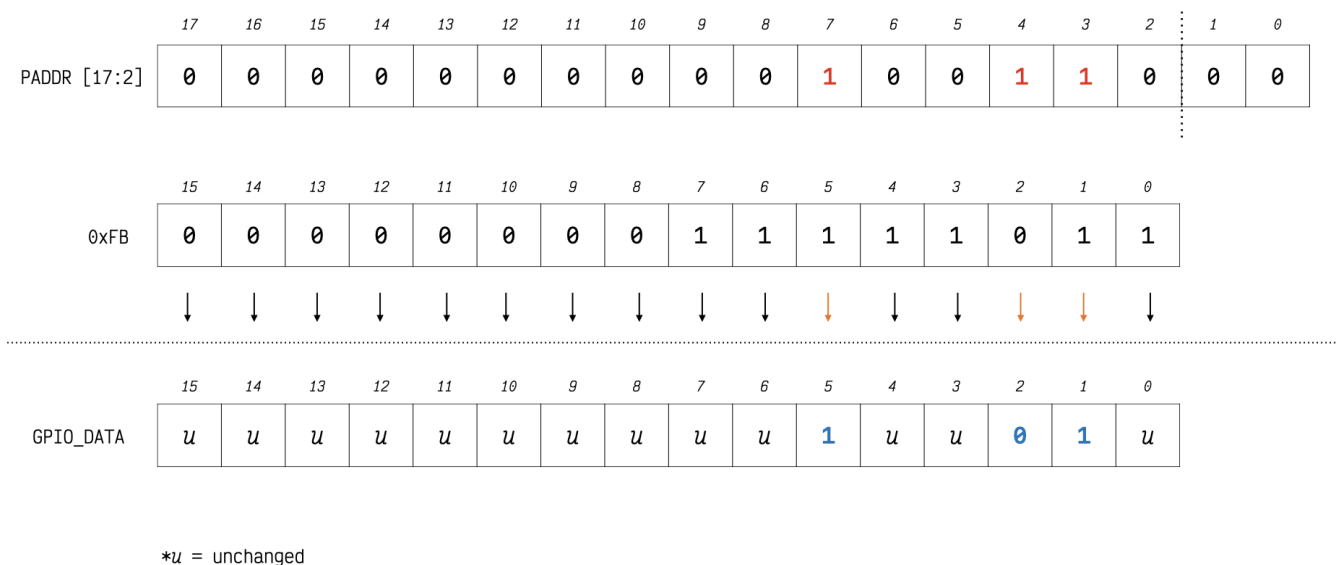 17 16 15 14 13 12 11 10 9 8 7 6 5 4 3 2 1 0
PADDR [17:2] 0 0 0 0 0 0 0 0 0 0 1 0 0 1 1 0 0 0
15 14 13 12 11 10 9 8 7 6 5 4 3 2 1 0
0xFB 0 0 0 0 0 0 0 0 1 1 1 1 1 0 1 1
15 14 13 12 11 10 9 8 7 6 5 4 3 2 1 0
GPIO_DATA u u u u u u u u u u 1 u u 0 1 u
*u = unchanged